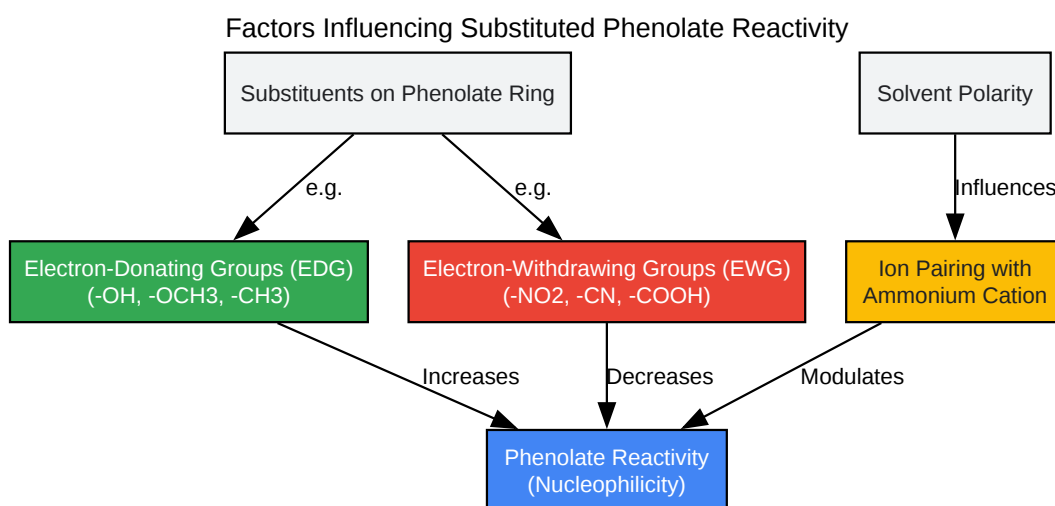 Factors Influencing Substituted Phenolate Reactivity
Substituents on Phenolate Ring
Solvent Polarity
e.g.
e.g.
Influences
Electron-Donating Groups (EDG)
(-OH, -OCH3, -CH3)
Electron-Withdrawing Groups (EWG)
(-NO2, -CN, -COOH)
Ion Pairing with
Ammonium Cation
Increases
Decreases
Modulates
Phenolate Reactivity
(Nucleophilicity)